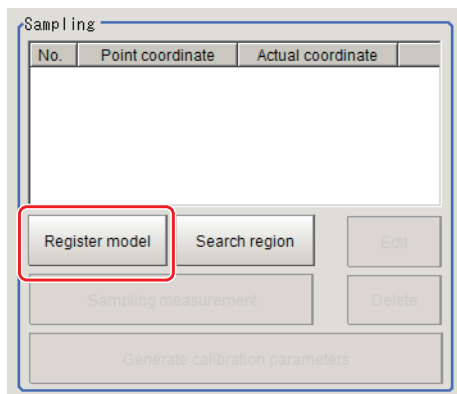 Sampling
No. Point coordinate Actual coordinate
Register model Search region Edit
Sampling measurement Delete
Generate calibration parameters